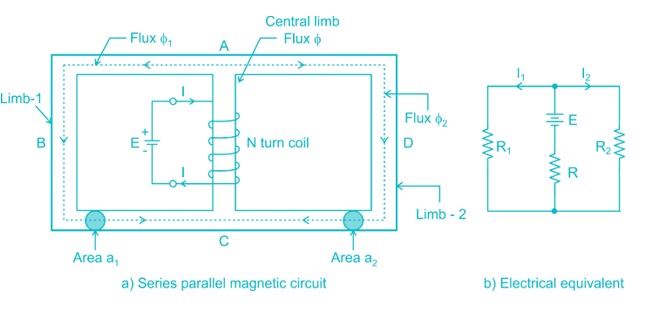 Central limb
Flux ϕ₁
Flux ϕ
A
Limb-1
I
I₁
I₂
Flux ϕ₂
+
E
-
N turn coil
B
D
E
R₁
R₂
R
I
Limb - 2
C
Area a₁
Area a₂
a) Series parallel magnetic circuit
b) Electrical equivalent